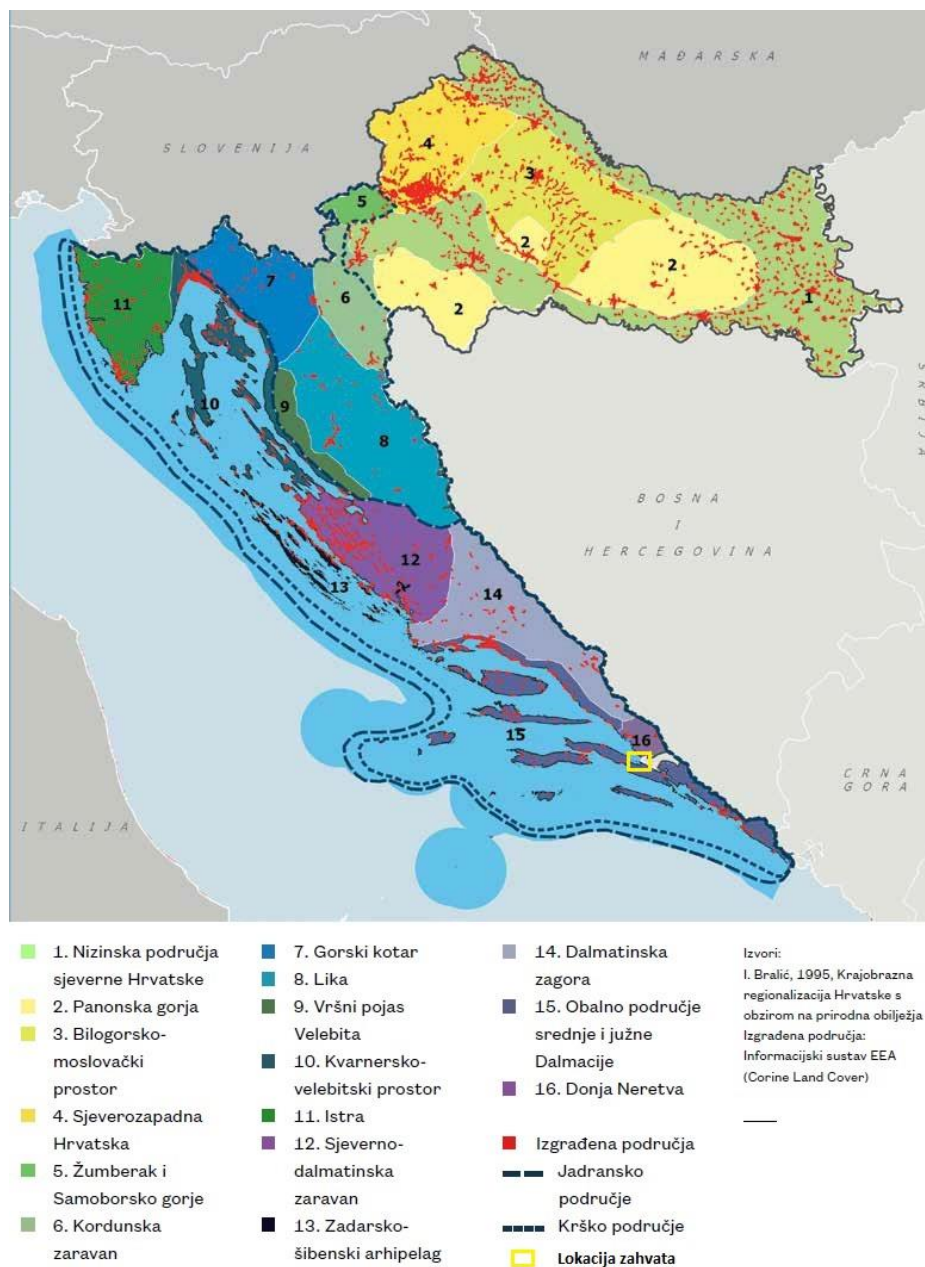 MAĐARSKA
SLOVENIJA
4
3
5
2
2
1
7
6
2
11
10
9
8
SRBIJA
BOSNA
I
HERCEGOVINA
12
13
14
15
16
CRNA
GORA
ITALIJA
1. Nizinska područja
sjeverne Hrvatske
2. Panonska gorja
3. Bilogorsko-
moslovački
prostor
4. Sjeverozapadna
Hrvatska
5. Žumberak i
Samoborsko gorje
6. Kordunska
zaravan
7. Gorski kotar
8. Lika
9. Vršni pojas
Velebita
10. Kvarnersko-
velebitski prostor
11. Istra
12. Sjeverno-
dalmatinska
zaravan
13. Zadarsko-
šibenski arhipelag
14. Dalmatinska
zagora
15. Obalno područje
srednje i južne
Dalmacije
16. Donja Neretva
Izgrađena područja
Jadransko
područje
Krško područje
Lokacija zahvata
Izvori:
I. Bralić, 1995, Krajobrazna
regionalizacija Hrvatske s
obzirom na prirodna obilježja
Izgrađena područja:
Informacijski sustav EEA
(Corine Land Cover)